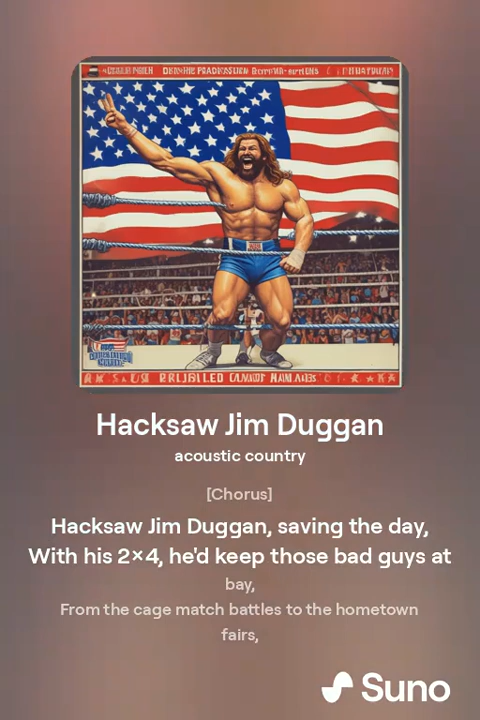 Hacksaw Jim Duggan
acoustic country
[Chorus]
Hacksaw Jim Duggan, saving the day,
With his 2×4, he'd keep those bad guys at
bay,
From the cage match battles to the hometown
fairs,
Suno